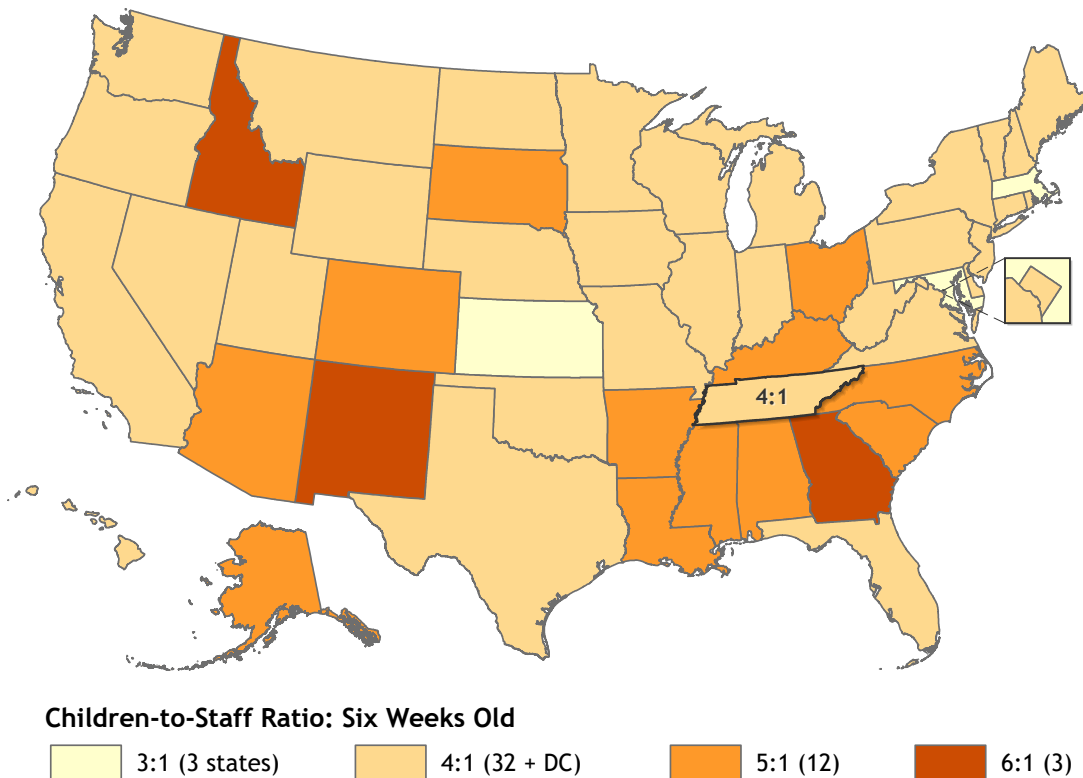 4:1
Children-to-Staff Ratio: Six Weeks Old
3:1 (3 states) 4:1 (32 + DC) 5:1 (12) 6:1 (3)